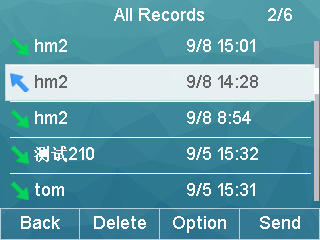 All Records 2/6
hm2 9/8 15:01
hm2 9/8 14:28
hm2 9/8 8:54
测试210 9/5 15:32
tom 9/5 15:31
Back Delete Option Send